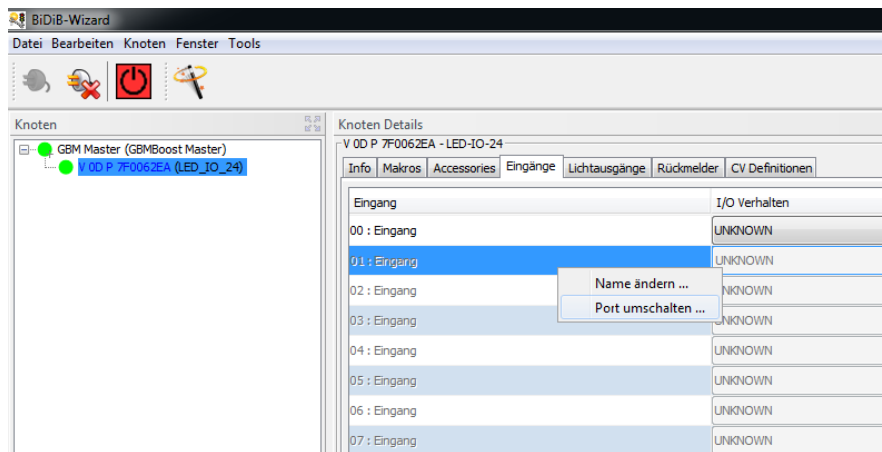 BiDiB-Wizard
Datei Bearbeiten Knoten Fenster Tools
Knoten
Knoten Details
GBM Master (GBMBoost Master)
V 0D P 7F0062EA (LED_IO_24)
V 0D P 7F0062EA - LED-IO-24
Info Makros Accessories Eingänge Lichtausgänge Rückmelder CV Definitionen
Eingang I/O Verhalten
00 : Eingang UNKNOWN
01 : Eingang UNKNOWN
Name ändern ...
02 : Eingang NKNOWN
Port umschalten ...
03 : Eingang NKNOWN
04 : Eingang UNKNOWN
05 : Eingang UNKNOWN
06 : Eingang UNKNOWN
07 : Eingang UNKNOWN